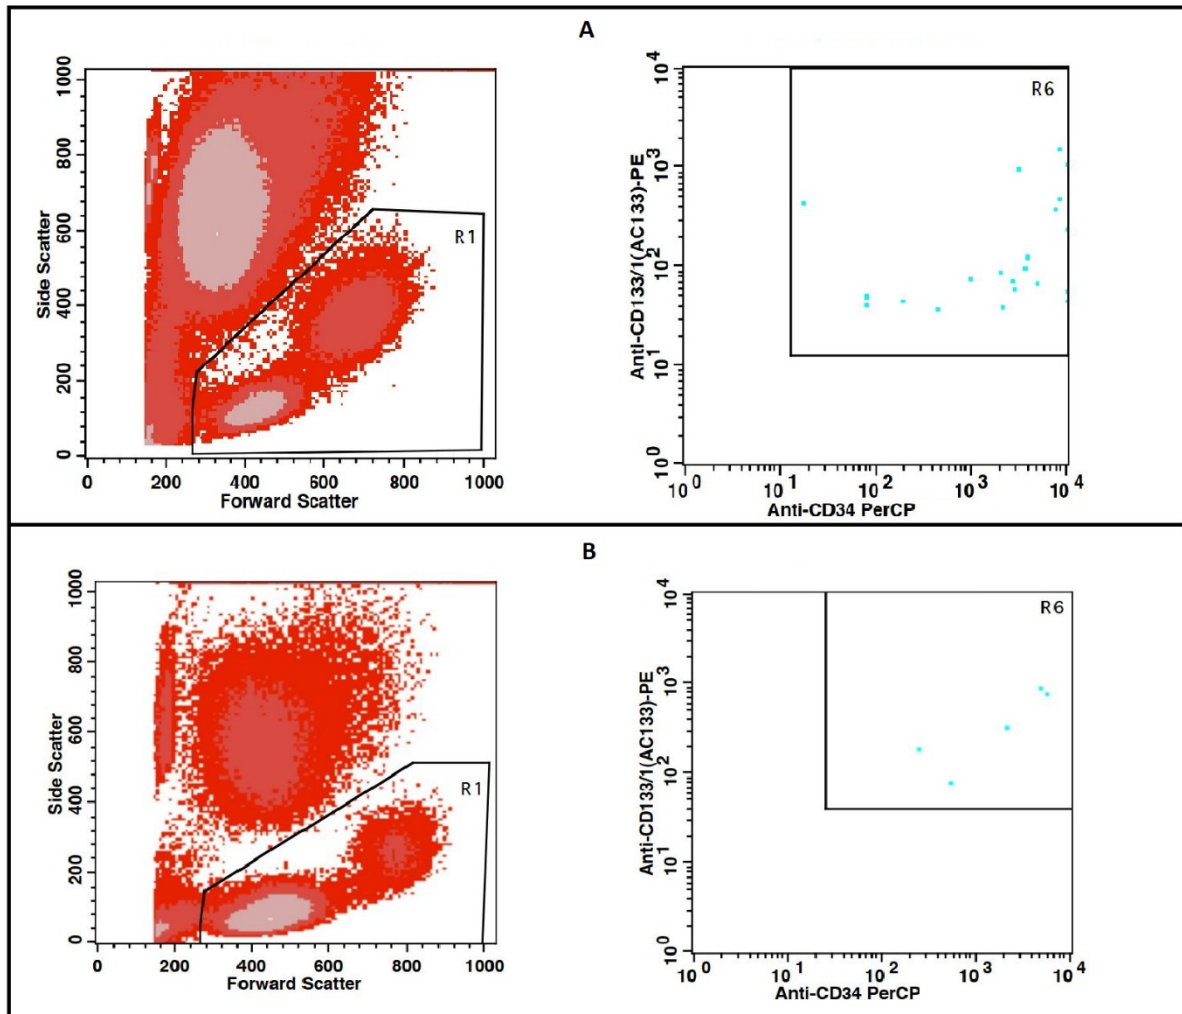 A
1000
800
600
400
200
0
Side Scatter
R1
0 200 400 600 800 1000
Forward Scatter
10^4
10^3
10^2
10^1
10^0
Anti-CD133/1(AC133)-PE
R6
10^0 10^1 10^2 10^3 10^4
Anti-CD34 PerCP
B
1000
800
600
400
200
0
Side Scatter
R1
0 200 400 600 800 1000
Forward Scatter
10^4
10^3
10^2
10^1
10^0
Anti-CD133/1(AC133)-PE
R6
10^0 10^1 10^2 10^3 10^4
Anti-CD34 PerCP